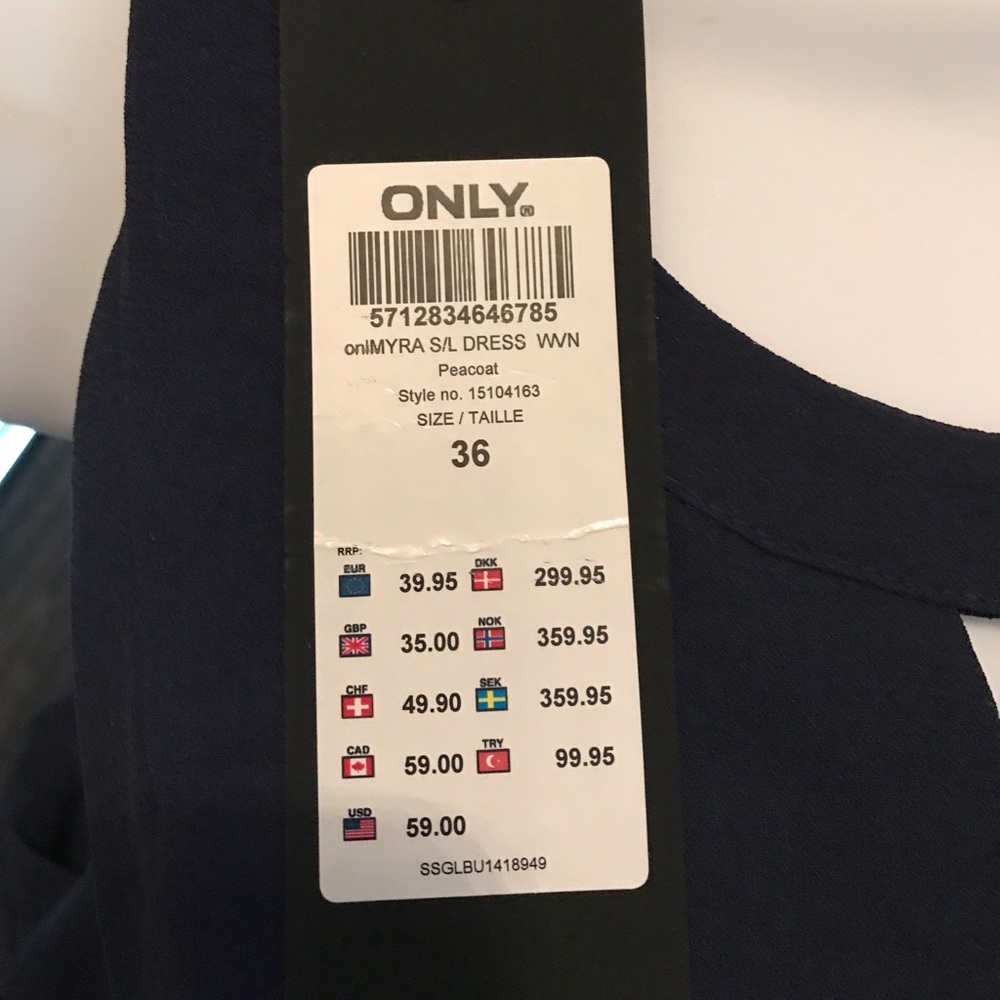 ONLY®
5712834646785
onlMYRA S/L DRESS WVN
Peacoat
Style no. 15104163
SIZE / TAILLE
36
RRP:
EUR 39.95 DKK 299.95
GBP 35.00 NOK 359.95
CHF 49.90 SEK 359.95
CAD 59.00 TRY 99.95
USD 59.00
SSGLBU1418949